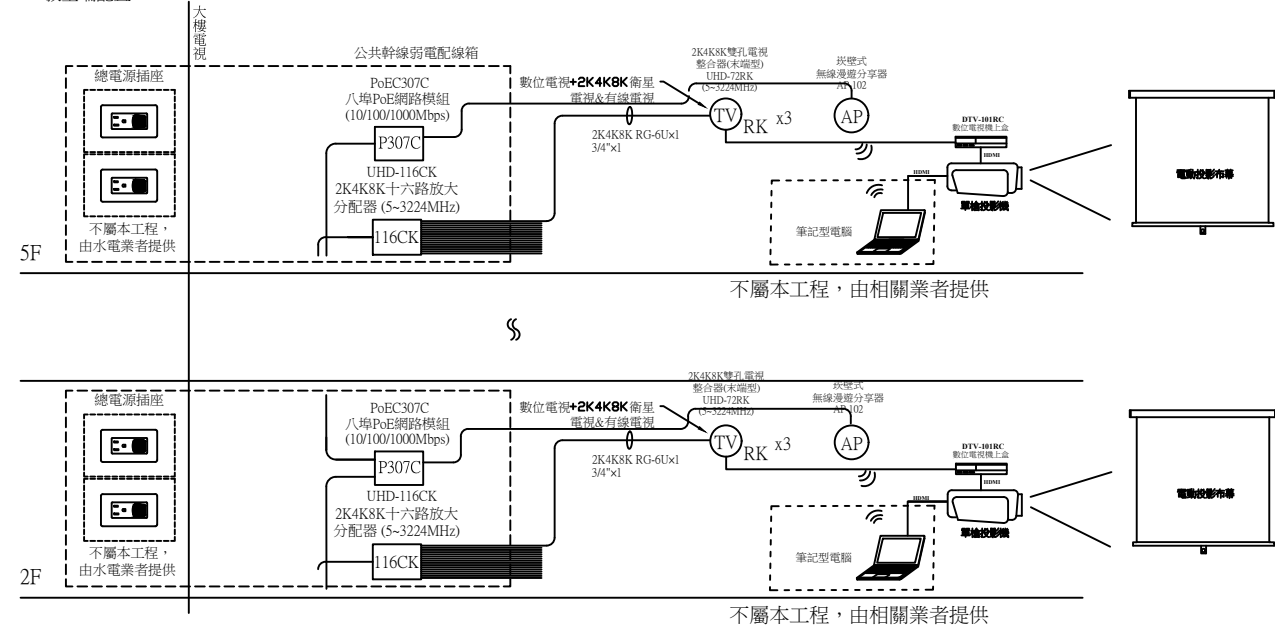 大樓電視
公共幹線弱電配線箱
總電源插座
PoEC307C
八埠PoE網路模組
(10/100/1000Mbps)
P307C
UHD-116CK
2K4K8K十六路放大
分配器 (5~3224MHz)
116CK
不屬本工程，
由水電業者提供
5F
數位電視+2K4K8K衛星
電視&有線電視
2K4K8K RG-6U×1
3/4"×1
2K4K8K雙孔電視
整合器(末端型)
UHD-72RK
(5~3224MHz)
TV
RK x3
崁壁式
無線漫遊分享器
AP-102
AP
DTV-101RC
數位電視機上盒
HDMI
HDMI
單槍投影機
筆記型電腦
電動投影布幕
不屬本工程，由相關業者提供
總電源插座
PoEC307C
八埠PoE網路模組
(10/100/1000Mbps)
P307C
UHD-116CK
2K4K8K十六路放大
分配器 (5~3224MHz)
116CK
不屬本工程，
由水電業者提供
2F
數位電視+2K4K8K衛星
電視&有線電視
2K4K8K RG-6U×1
3/4"×1
2K4K8K雙孔電視
整合器(末端型)
UHD-72RK
(5~3224MHz)
TV
RK x3
崁壁式
無線漫遊分享器
AP-102
AP
DTV-101RC
數位電視機上盒
HDMI
HDMI
單槍投影機
筆記型電腦
電動投影布幕
不屬本工程，由相關業者提供